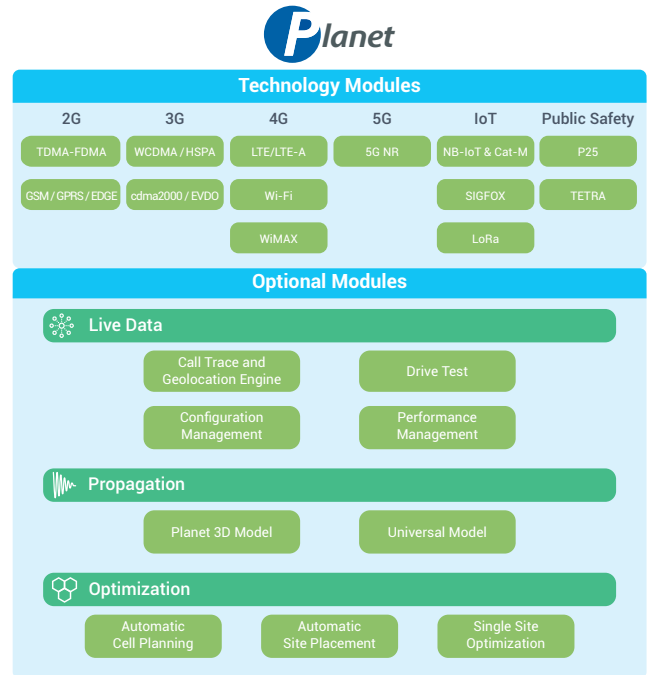 Planet
Technology Modules
2G
3G
4G
5G
IoT
Public Safety
TDMA-FDMA
WCDMA / HSPA
LTE/LTE-A
5G NR
NB-IoT & Cat-M
P25
GSM / GPRS / EDGE
cdma2000 / EVDO
Wi-Fi
SIGFOX
TETRA
WiMAX
LoRa
Optional Modules
Live Data
Call Trace and
Geolocation Engine
Drive Test
Configuration
Management
Performance
Management
Propagation
Planet 3D Model
Universal Model
Optimization
Automatic
Cell Planning
Automatic
Site Placement
Single Site
Optimization